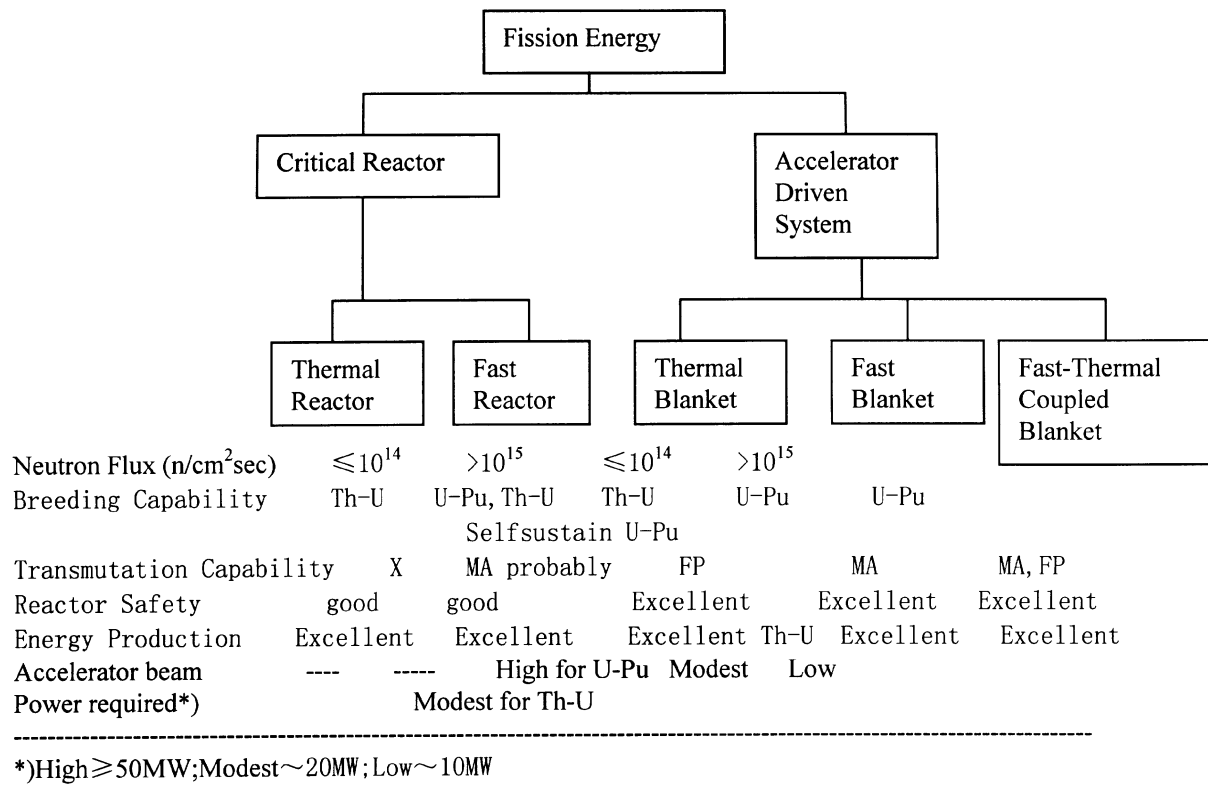 Fission Energy
Critical Reactor
Accelerator
Driven
System
Thermal
Reactor
Fast
Reactor
Thermal
Blanket
Fast
Blanket
Fast-Thermal
Coupled
Blanket
Neutron Flux (n/cm²sec) ≦10¹⁴ >10¹⁵ ≦10¹⁴ >10¹⁵
Breeding Capability Th-U U-Pu, Th-U Th-U U-Pu U-Pu
Selfsustain U-Pu
Transmutation Capability X MA probably FP MA MA, FP
Reactor Safety good good Excellent Excellent Excellent
Energy Production Excellent Excellent Excellent Th-U Excellent Excellent
Accelerator beam ---- ----- High for U-Pu Modest Low
Power required*) Modest for Th-U
*)High≧50MW;Modest～20MW;Low～10MW